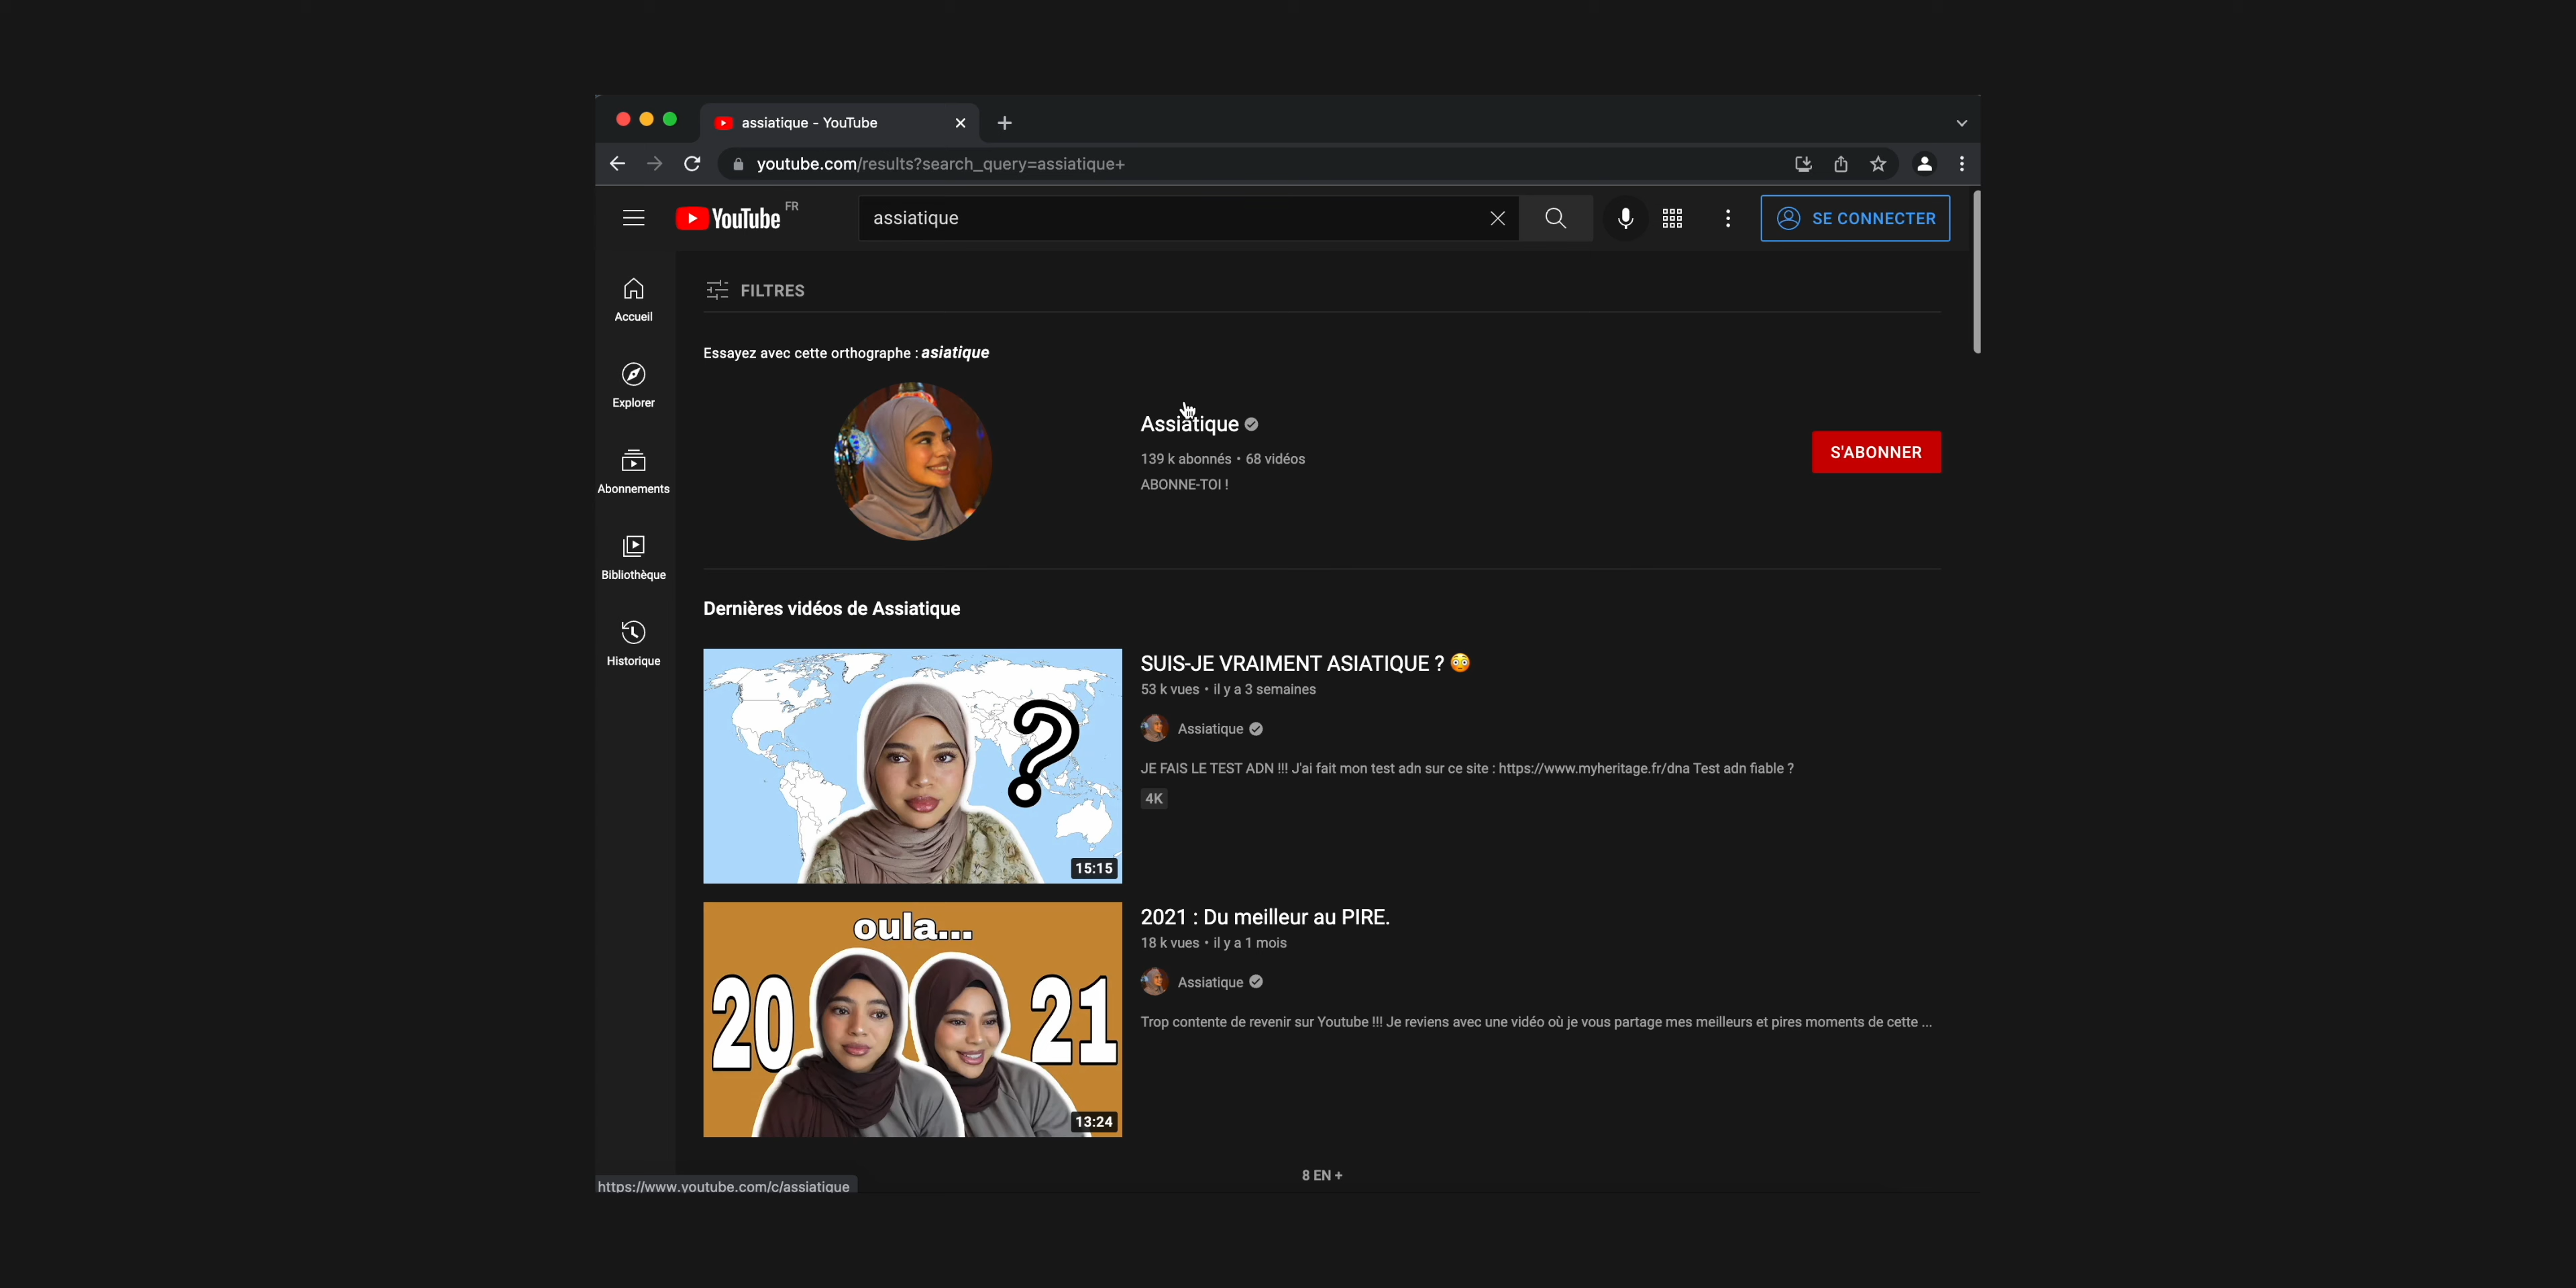 assiatique - YouTube
youtube.com/results?search_query=assiatique+
YouTube FR
assiatique
SE CONNECTER
Accueil
Explorer
Abonnements
Bibliothèque
Historique
FILTRES
Essayez avec cette orthographe : asiatique
Assiatique
139 k abonnés • 68 vidéos
ABONNE-TOI !
S'ABONNER
Dernières vidéos de Assiatique
?
15:15
SUIS-JE VRAIMENT ASIATIQUE ? 😳
53 k vues • il y a 3 semaines
Assiatique
JE FAIS LE TEST ADN !!! J'ai fait mon test adn sur ce site : https://www.myheritage.fr/dna Test adn fiable ?
4K
oula...
20 21
13:24
2021 : Du meilleur au PIRE.
18 k vues • il y a 1 mois
Assiatique
Trop contente de revenir sur Youtube !!! Je reviens avec une vidéo où je vous partage mes meilleurs et pires moments de cette ...
8 EN +
https://www.youtube.com/c/assiatique